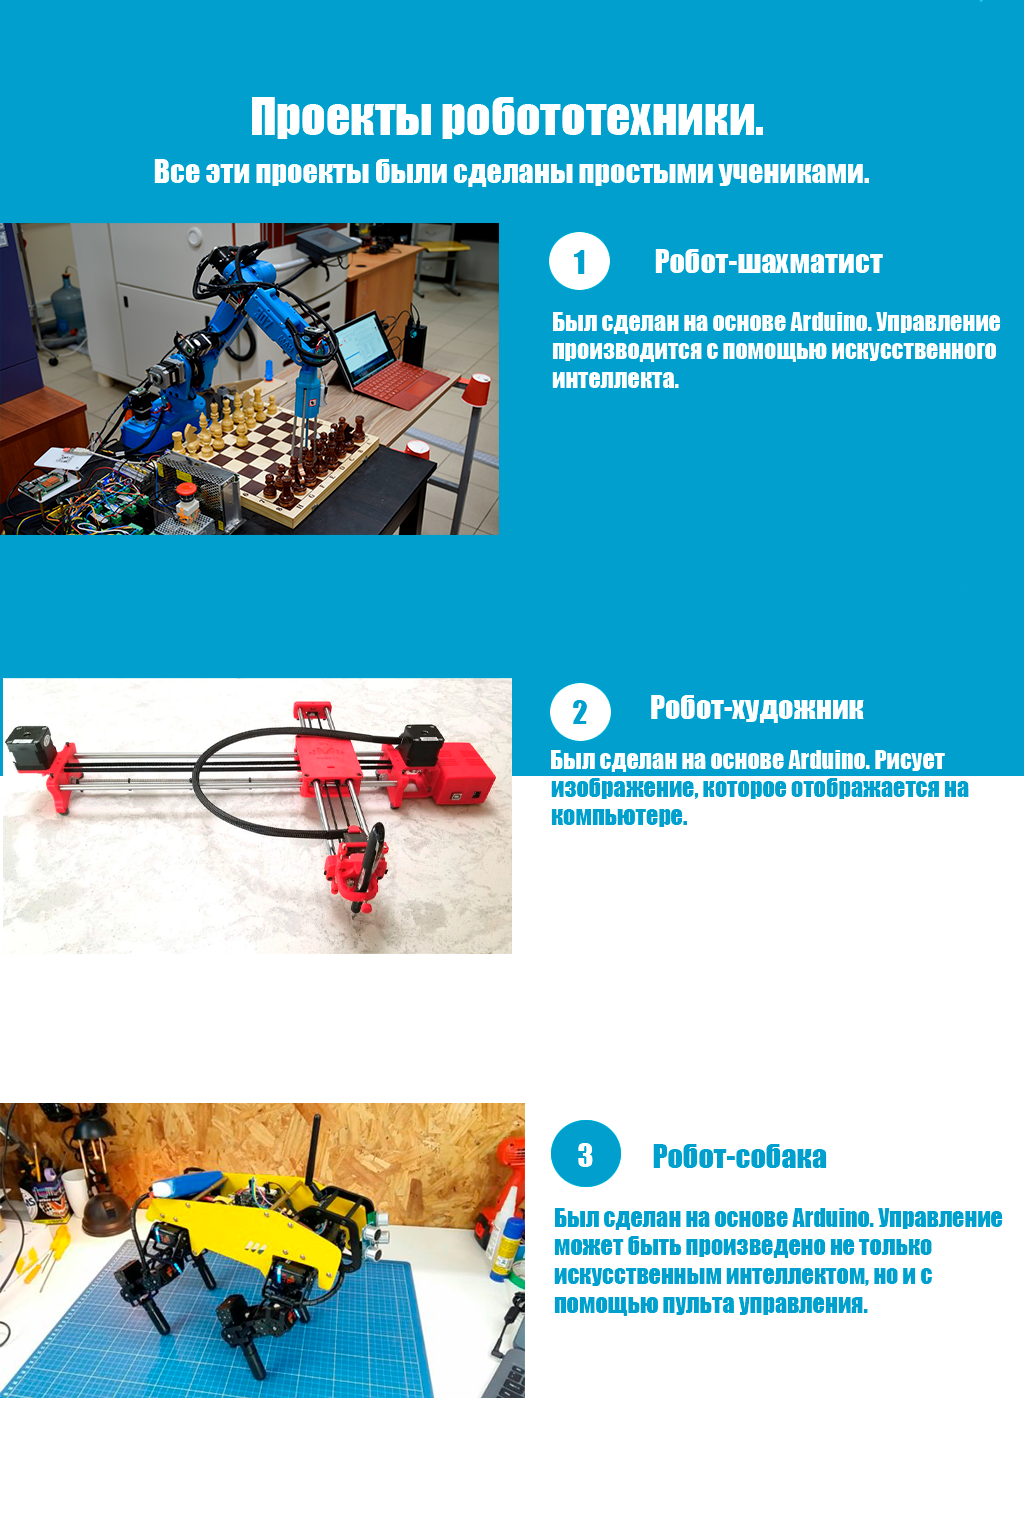 Проекты робототехники.
Все эти проекты были сделаны простыми учениками.
1
Робот-шахматист
Был сделан на основе Arduino. Управление
производится с помощью искусственного
интеллекта.
2
Робот-художник
Был сделан на основе Arduino. Рисует
изображение, которое отображается на
компьютере.
3
Робот-собака
Был сделан на основе Arduino. Управление
может быть произведено не только
искусственным интеллектом, но и с
помощью пульта управления.